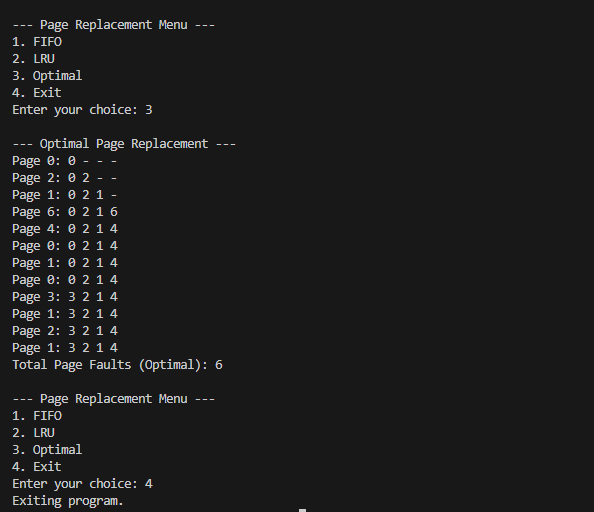 --- Page Replacement Menu ---
1. FIFO
2. LRU
3. Optimal
4. Exit
Enter your choice: 3
--- Optimal Page Replacement ---
Page 0: 0 - - -
Page 2: 0 2 - -
Page 1: 0 2 1 -
Page 6: 0 2 1 6
Page 4: 0 2 1 4
Page 0: 0 2 1 4
Page 1: 0 2 1 4
Page 0: 0 2 1 4
Page 3: 3 2 1 4
Page 1: 3 2 1 4
Page 2: 3 2 1 4
Page 1: 3 2 1 4
Total Page Faults (Optimal): 6
--- Page Replacement Menu ---
1. FIFO
2. LRU
3. Optimal
4. Exit
Enter your choice: 4
Exiting program.